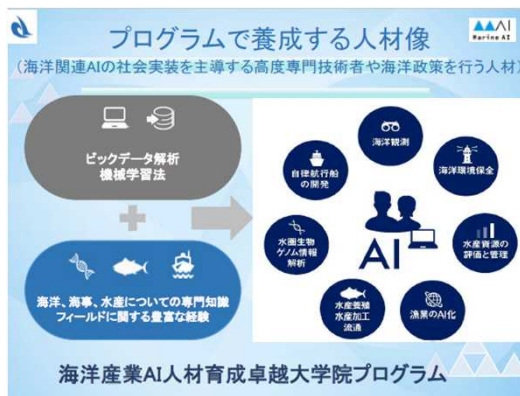 AAAI
Marine AI
プログラムで養成する人材像
(海洋関連AIの社会実装を主導する高度専門技術者や海洋政策を行う人材)
ビックデータ解析
機械学習法
海洋、海事、水産についての専門知識
フィールドに関する豊富な経験
海洋観測
海洋環境保全
水産資源の
評価と管理
漁業のAI化
水産養殖
水産加工
流通
水圏生物
ゲノム情報
解析
自律航行船
の開発
AI
海洋産業AI人材育成卓越大学院プログラム